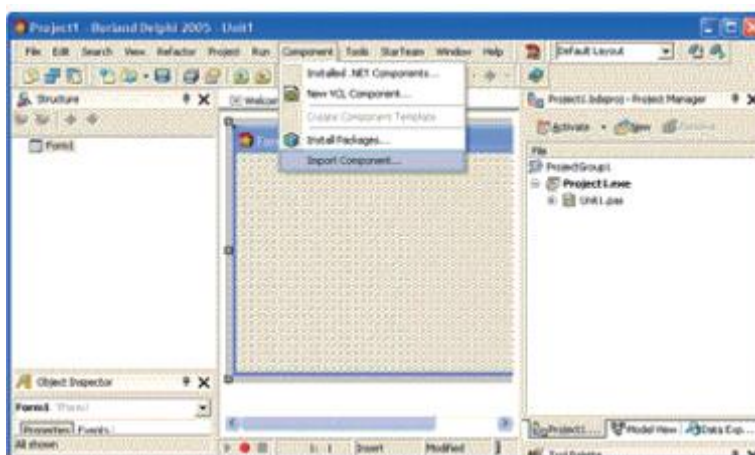 Project1 - Borland Delphi 2005 - Unit1
File Edit Search View Refactor Project Run Component Tools StarTeam Window Help
Default Layout
Installed .NET Components...
New VCL Component...
Create Component Template
Install Packages...
Import Component...
Structure
Form1
Welcom
Project1.bdsproj - Project Manager
Activate New
File
ProjectGroup1
Project1.exe
Unit1.pas
Object Inspector
Form1
Properties Events
All shown
1: 1 Insert Modified
Project1... Model View Data Exp...
Tool Palette